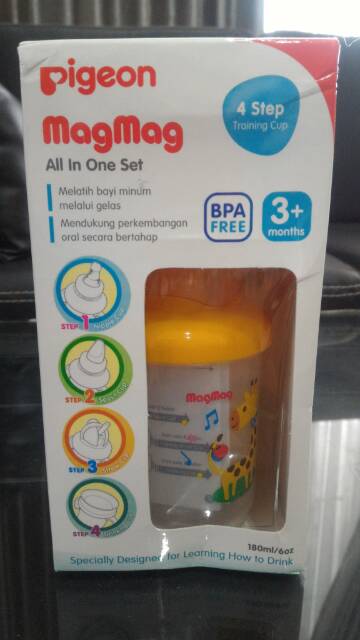 pigeon
MagMag
All In One Set
4 Step
Training Cup
Melatih bayi minum
melalui gelas
Mendukung perkembangan
oral secara bertahap
BPA
FREE
3+
months
STEP 1
STEP 2
STEP 3
STEP 4
MagMag
180ml/6oz
Specially Designed for Learning How to Drink